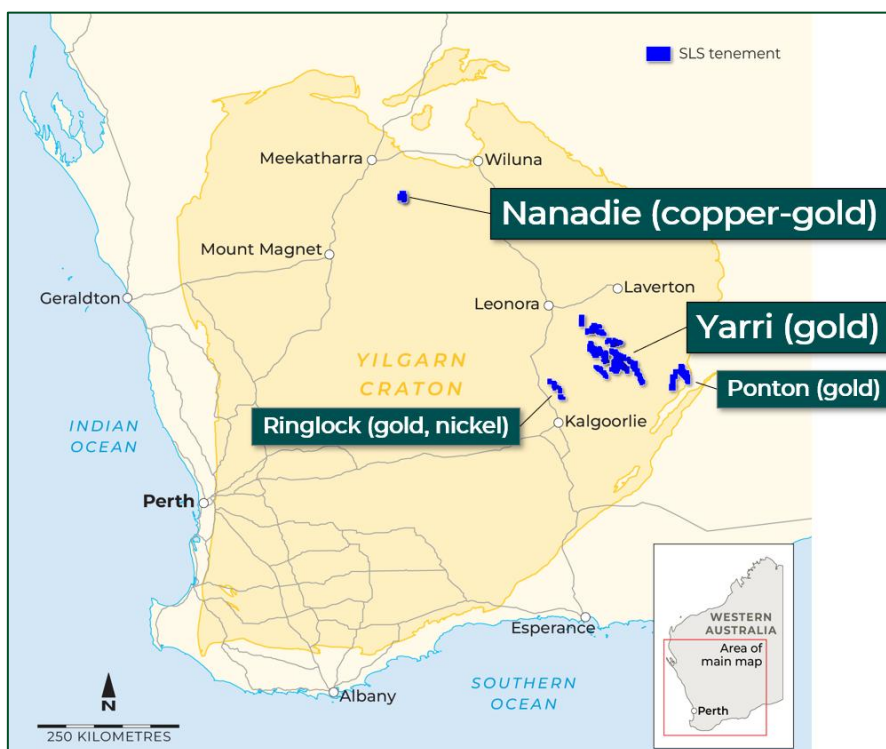 SLS tenement
Meekatharra
Wiluna
Nanadie (copper-gold)
Mount Magnet
Laverton
Geraldton
Leonora
Yarri (gold)
YILGARN
CRATON
Ponton (gold)
Ringlock (gold, nickel)
Kalgoorlie
INDIAN
OCEAN
Perth
WESTERN
AUSTRALIA
Area of
main map
Perth
Esperance
SOUTHERN
OCEAN
Albany
N
250 KILOMETRES